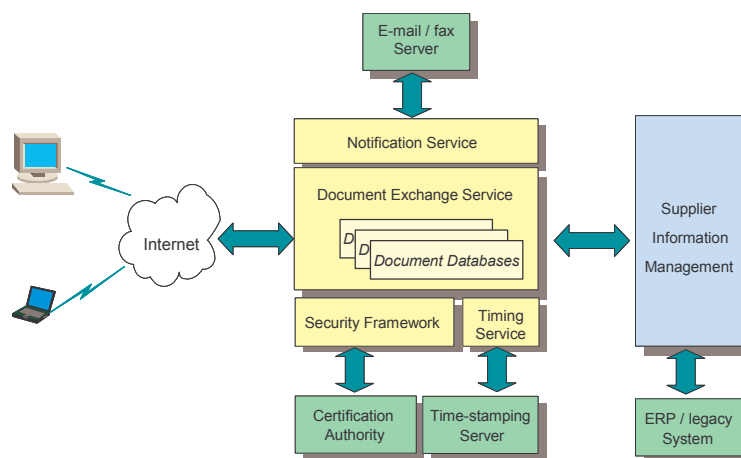 E-mail / fax
Server
Notification Service
Document Exchange Service
D
D
Document Databases
Internet
Supplier
Information
Management
Security Framework
Timing
Service
Certification
Authority
Time-stamping
Server
ERP / legacy
System